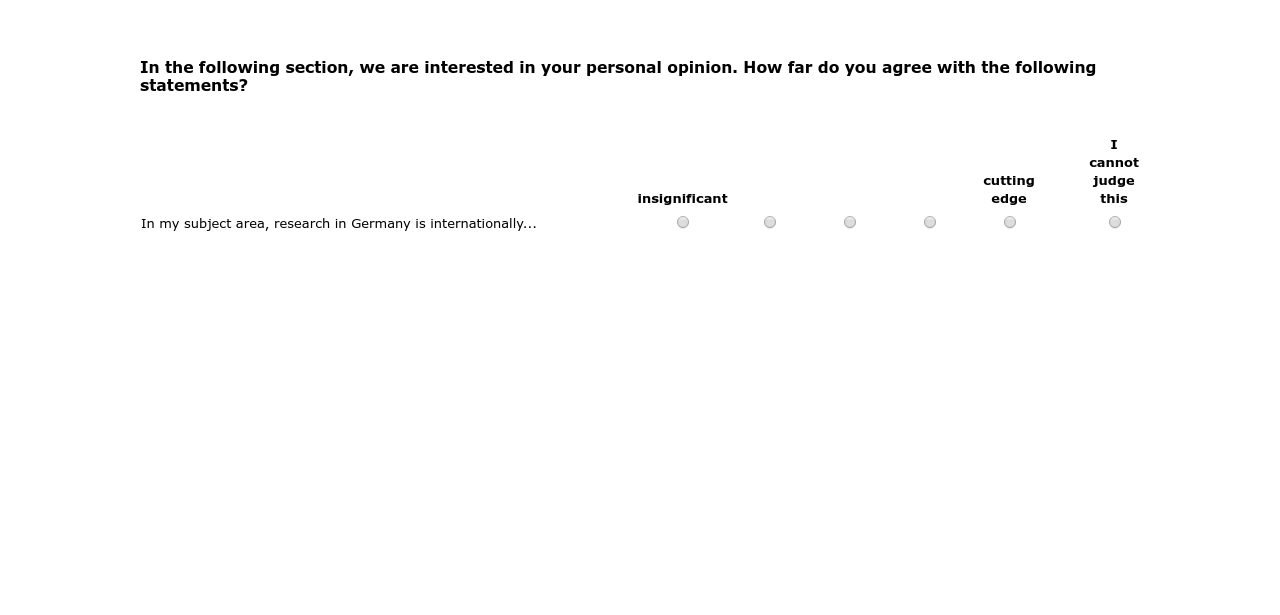 In the following section, we are interested in your personal opinion. How far do you agree with the following
statements?
I
cannot
judge
this
cutting
edge
insignificant
In my subject area, research in Germany is internationally...